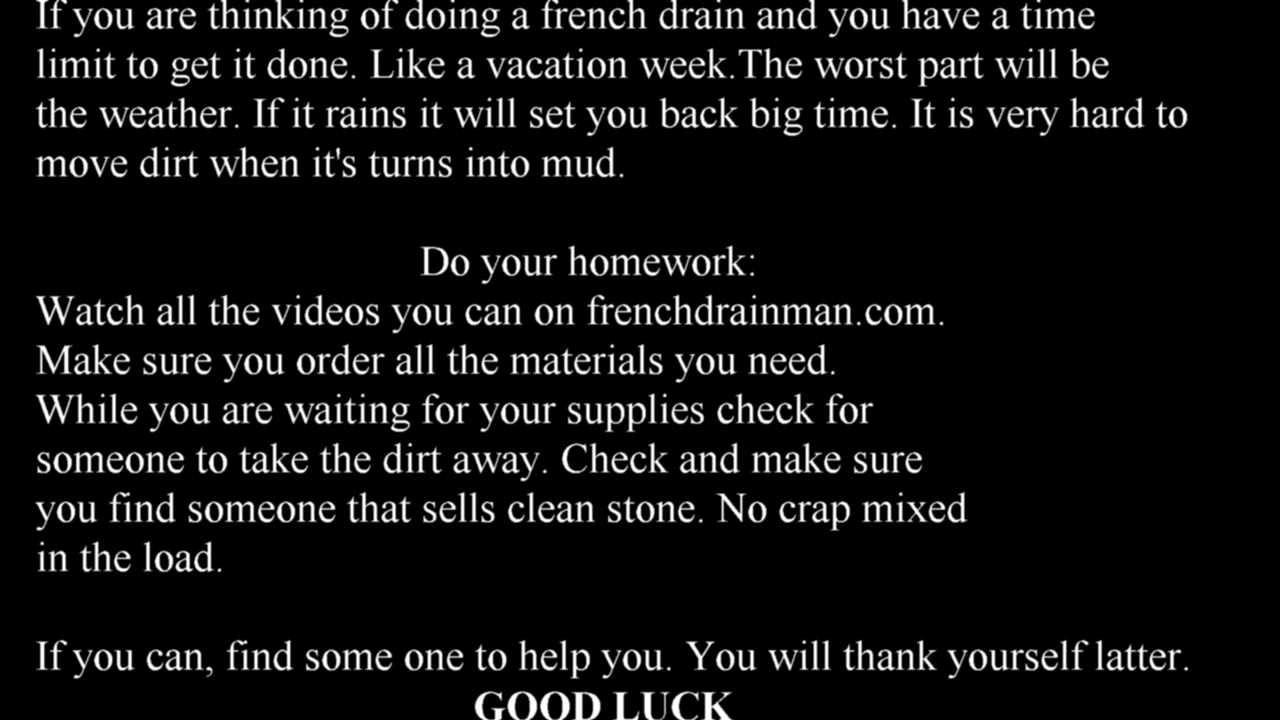 If you are thinking of doing a french drain and you have a time
limit to get it done. Like a vacation week.The worst part will be
the weather. If it rains it will set you back big time. It is very hard to
move dirt when it's turns into mud.
Do your homework:
Watch all the videos you can on frenchdrainman.com.
Make sure you order all the materials you need.
While you are waiting for your supplies check for
someone to take the dirt away. Check and make sure
you find someone that sells clean stone. No crap mixed
in the load.
If you can, find some one to help you. You will thank yourself latter.
GOOD LUCK